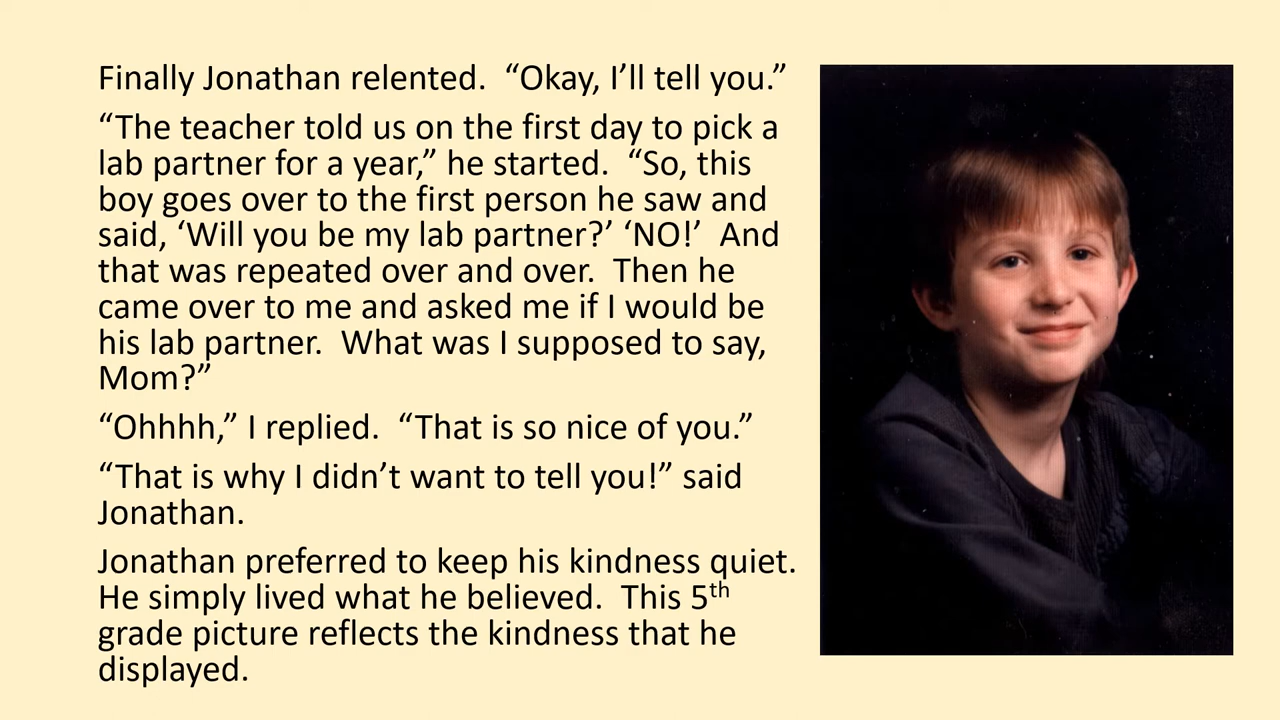 Finally Jonathan relented.  “Okay, I’ll tell you.”
“The teacher told us on the first day to pick a
lab partner for a year,” he started.  “So, this
boy goes over to the first person he saw and
said, ‘Will you be my lab partner?’ ‘NO!’  And
that was repeated over and over.  Then he
came over to me and asked me if I would be
his lab partner.  What was I supposed to say,
Mom?”
“Ohhhh,” I replied.  “That is so nice of you.”
“That is why I didn’t want to tell you!” said
Jonathan.
Jonathan preferred to keep his kindness quiet.
He simply lived what he believed.  This 5th
grade picture reflects the kindness that he
displayed.